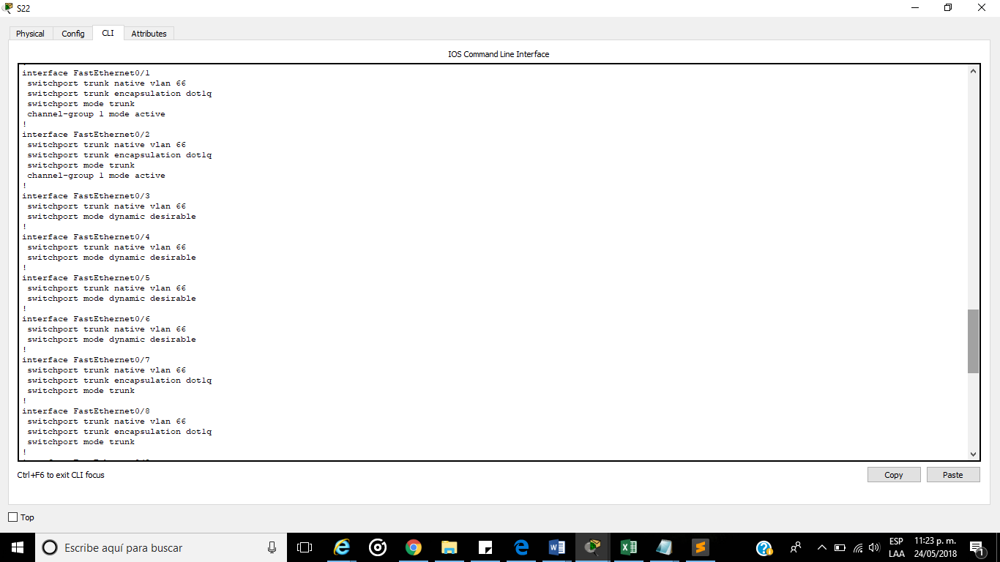 S22
Physical Config CLI Attributes
IOS Command Line Interface
interface FastEthernet0/1
switchport trunk native vlan 66
switchport trunk encapsulation dot1q
switchport mode trunk
channel-group 1 mode active
!
interface FastEthernet0/2
switchport trunk native vlan 66
switchport trunk encapsulation dot1q
switchport mode trunk
channel-group 1 mode active
!
interface FastEthernet0/3
switchport trunk native vlan 66
switchport mode dynamic desirable
!
interface FastEthernet0/4
switchport trunk native vlan 66
switchport mode dynamic desirable
!
interface FastEthernet0/5
switchport trunk native vlan 66
switchport mode dynamic desirable
!
interface FastEthernet0/6
switchport trunk native vlan 66
switchport mode dynamic desirable
!
interface FastEthernet0/7
switchport trunk native vlan 66
switchport trunk encapsulation dot1q
switchport mode trunk
!
interface FastEthernet0/8
switchport trunk native vlan 66
switchport trunk encapsulation dot1q
switchport mode trunk
!
Ctrl+F6 to exit CLI focus
Copy Paste
Top
Escribe aquí para buscar
ESP 11:23 p. m.
LAA 24/05/2018
1